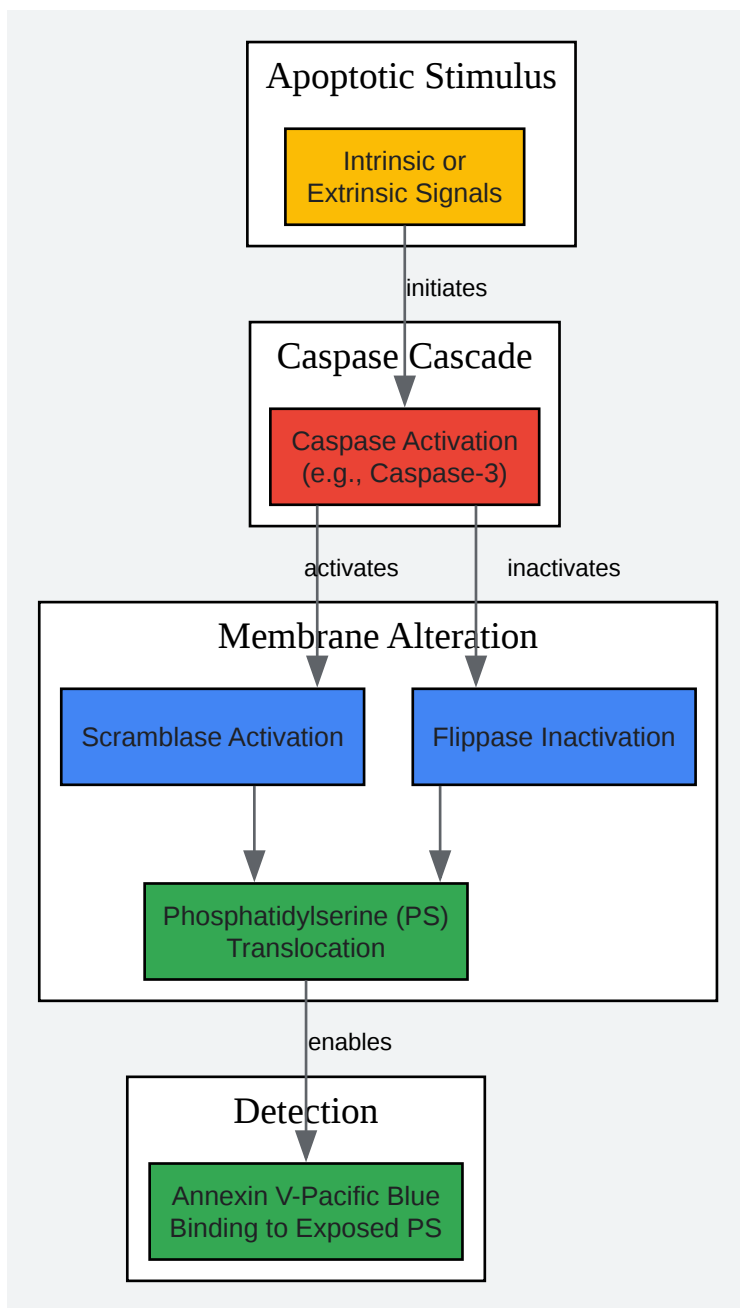 Apoptotic Stimulus
Intrinsic or
Extrinsic Signals
initiates
Caspase Cascade
Caspase Activation
(e.g., Caspase-3)
activates
inactivates
Membrane Alteration
Scramblase Activation
Flippase Inactivation
Phosphatidylserine (PS)
Translocation
enables
Detection
Annexin V-Pacific Blue
Binding to Exposed PS